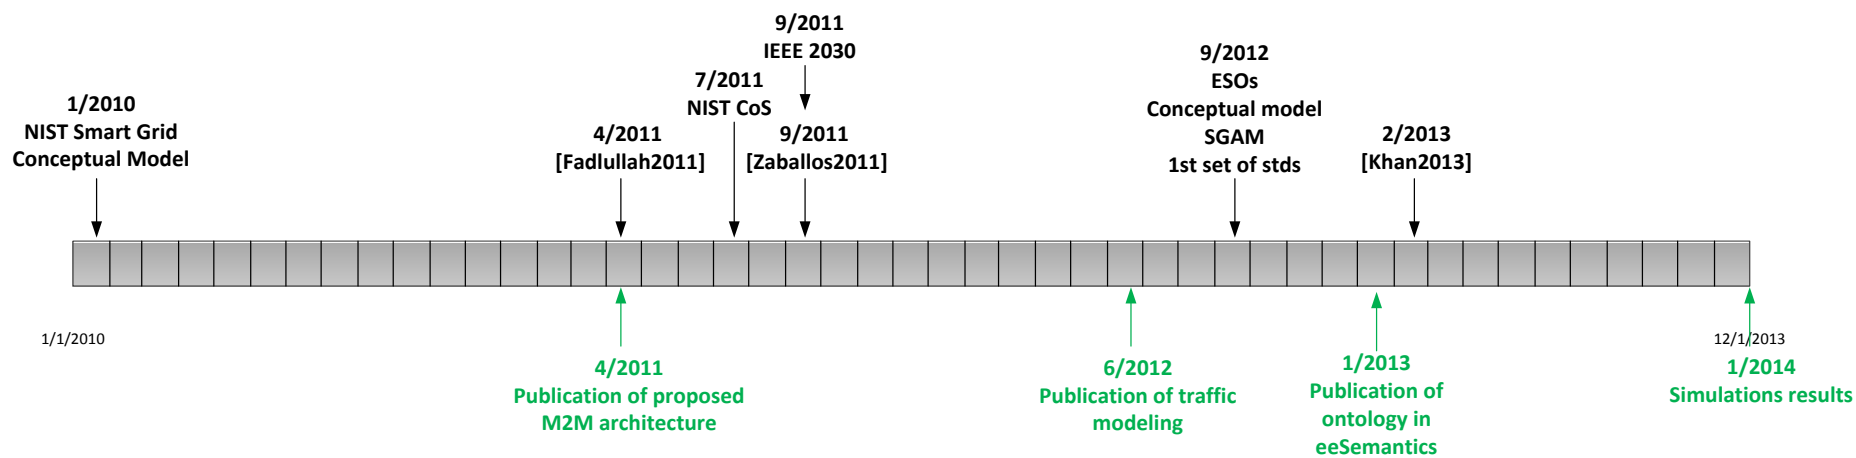 1/2010
NIST Smart Grid
Conceptual Model
4/2011
[Fadlullah2011]
7/2011
NIST CoS
9/2011
IEEE 2030
9/2011
[Zaballos2011]
9/2012
ESOs
Conceptual model
SGAM
1st set of stds
2/2013
[Khan2013]
1/1/2010
12/1/2013
4/2011
Publication of proposed
M2M architecture
6/2012
Publication of traffic
modeling
1/2013
Publication of
ontology in
eeSemantics
1/2014
Simulations results